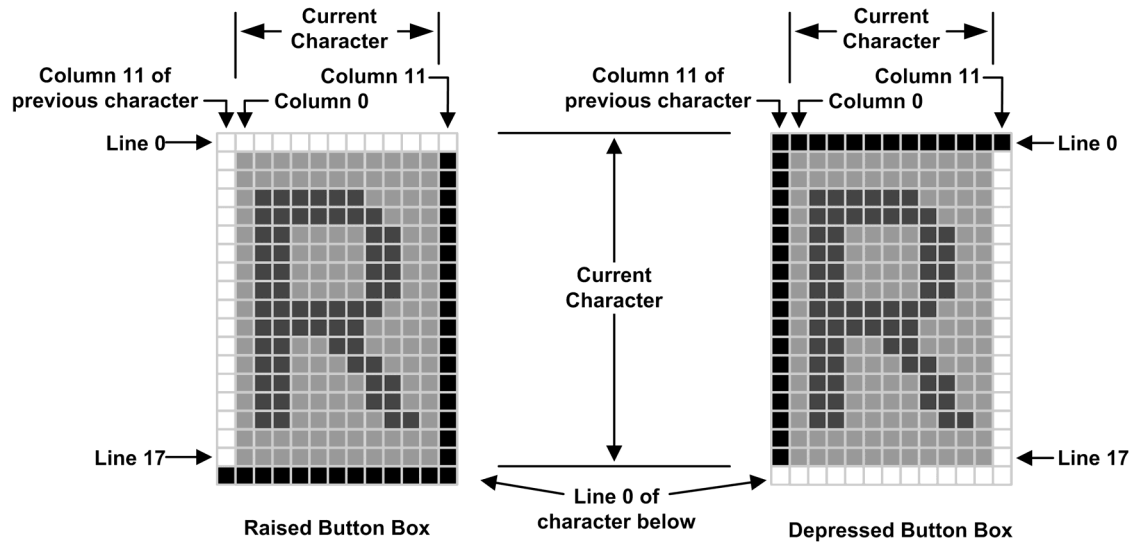 Current
Character
Column 11 of
previous character
Column 11
Column 0
Line 0
Line 17
Raised Button Box
Current
Character
Line 0 of
character below
Current
Character
Column 11 of
previous character
Column 11
Column 0
Line 0
Line 17
Depressed Button Box